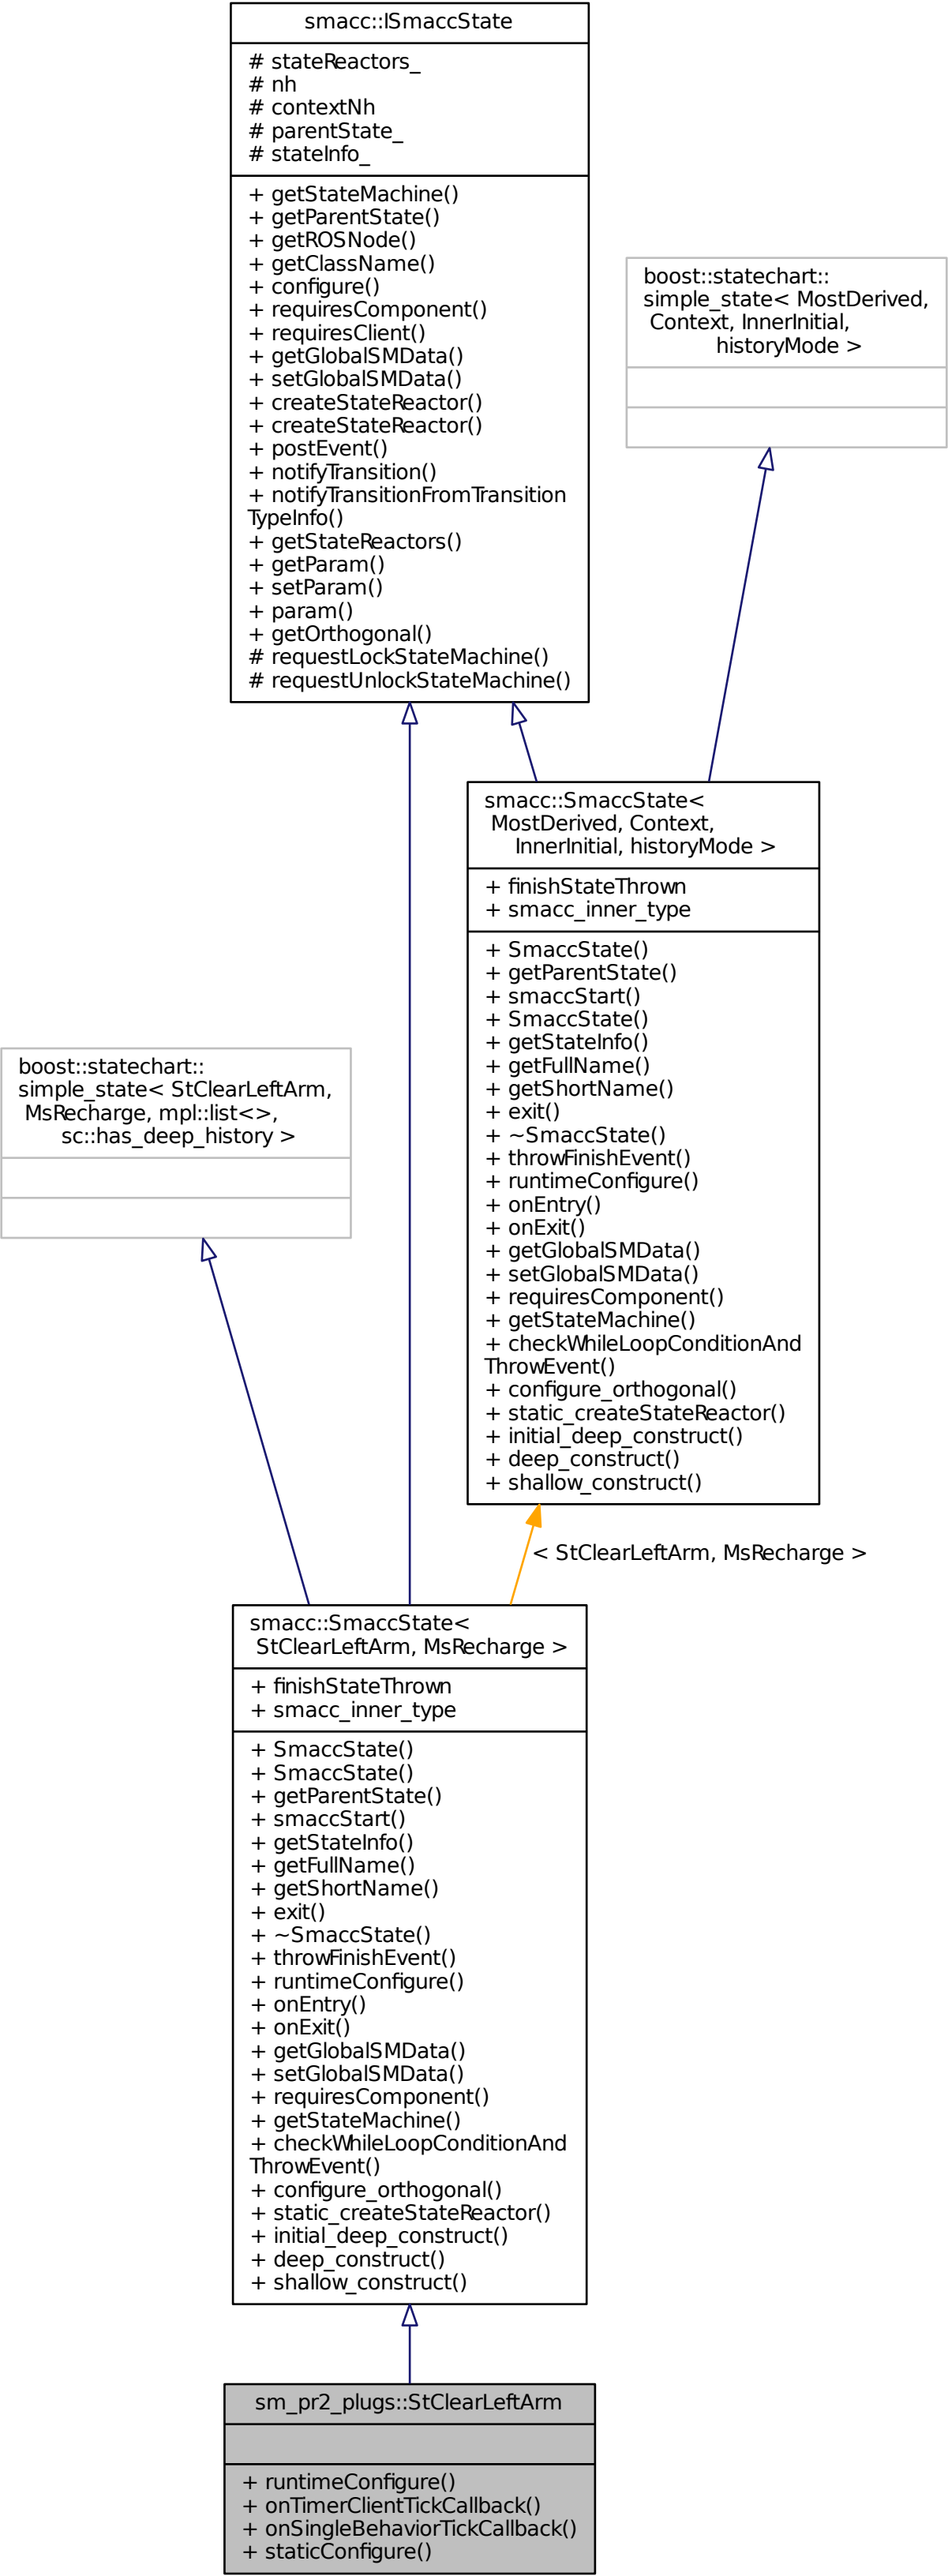 smacc::ISmaccState
# stateReactors_
# nh
# contextNh
# parentState_
# stateInfo_
+ getStateMachine()
+ getParentState()
+ getROSNode()
+ getClassName()
+ configure()
+ requiresComponent()
+ requiresClient()
+ getGlobalSMData()
+ setGlobalSMData()
+ createStateReactor()
+ createStateReactor()
+ postEvent()
+ notifyTransition()
+ notifyTransitionFromTransition
TypeInfo()
+ getStateReactors()
+ getParam()
+ setParam()
+ param()
+ getOrthogonal()
# requestLockStateMachine()
# requestUnlockStateMachine()
boost::statechart::
simple_state< MostDerived,
Context, InnerInitial,
historyMode >
smacc::SmaccState<
MostDerived, Context,
InnerInitial, historyMode >
+ finishStateThrown
+ smacc_inner_type
+ SmaccState()
+ getParentState()
+ smaccStart()
+ SmaccState()
+ getStateInfo()
+ getFullName()
+ getShortName()
+ exit()
+ ~SmaccState()
+ throwFinishEvent()
+ runtimeConfigure()
+ onEntry()
+ onExit()
+ getGlobalSMData()
+ setGlobalSMData()
+ requiresComponent()
+ getStateMachine()
+ checkWhileLoopConditionAnd
ThrowEvent()
+ configure_orthogonal()
+ static_createStateReactor()
+ initial_deep_construct()
+ deep_construct()
+ shallow_construct()
boost::statechart::
simple_state< StClearLeftArm,
MsRecharge, mpl::list<>,
sc::has_deep_history >
< StClearLeftArm, MsRecharge >
smacc::SmaccState<
StClearLeftArm, MsRecharge >
+ finishStateThrown
+ smacc_inner_type
+ SmaccState()
+ SmaccState()
+ getParentState()
+ smaccStart()
+ getStateInfo()
+ getFullName()
+ getShortName()
+ exit()
+ ~SmaccState()
+ throwFinishEvent()
+ runtimeConfigure()
+ onEntry()
+ onExit()
+ getGlobalSMData()
+ setGlobalSMData()
+ requiresComponent()
+ getStateMachine()
+ checkWhileLoopConditionAnd
ThrowEvent()
+ configure_orthogonal()
+ static_createStateReactor()
+ initial_deep_construct()
+ deep_construct()
+ shallow_construct()
sm_pr2_plugs::StClearLeftArm
+ runtimeConfigure()
+ onTimerClientTickCallback()
+ onSingleBehaviorTickCallback()
+ staticConfigure()